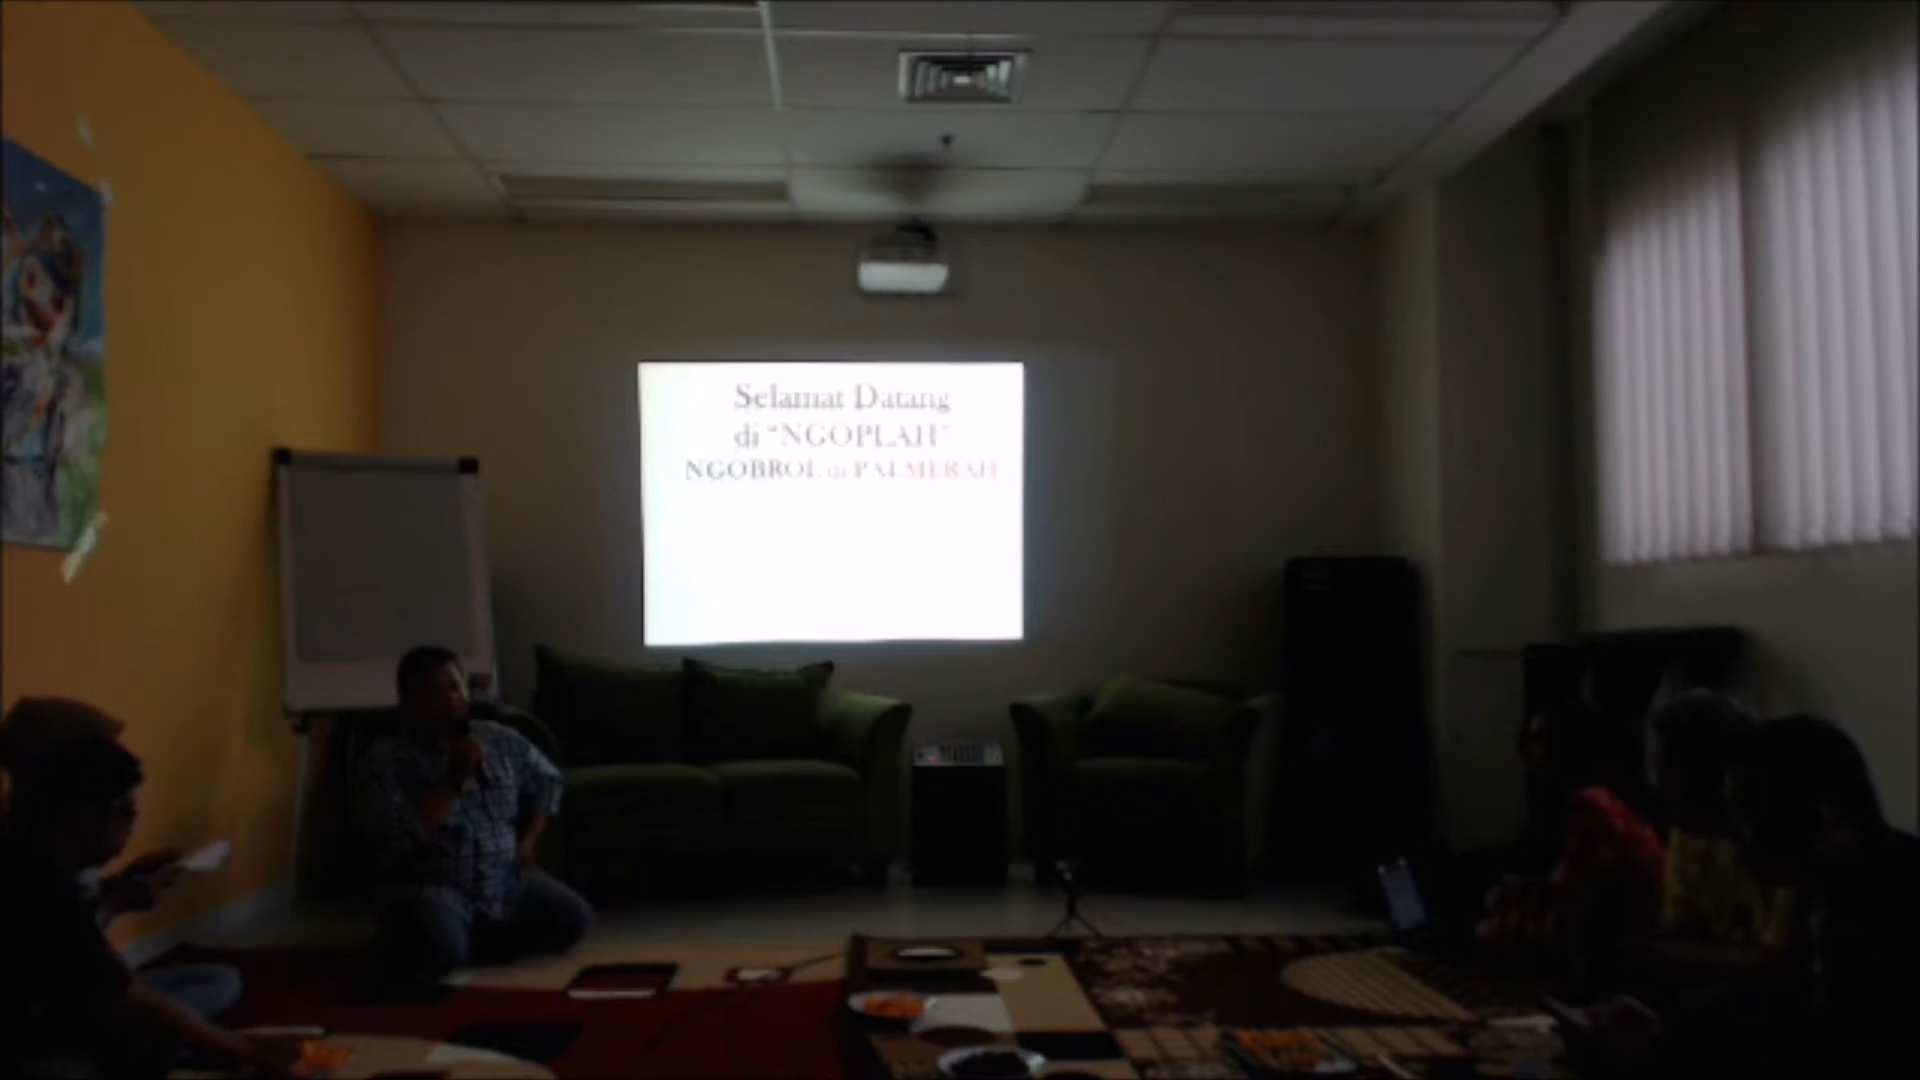 Selamat Datang
di “NGOPLAH”
NGOBROL di PALMERAH